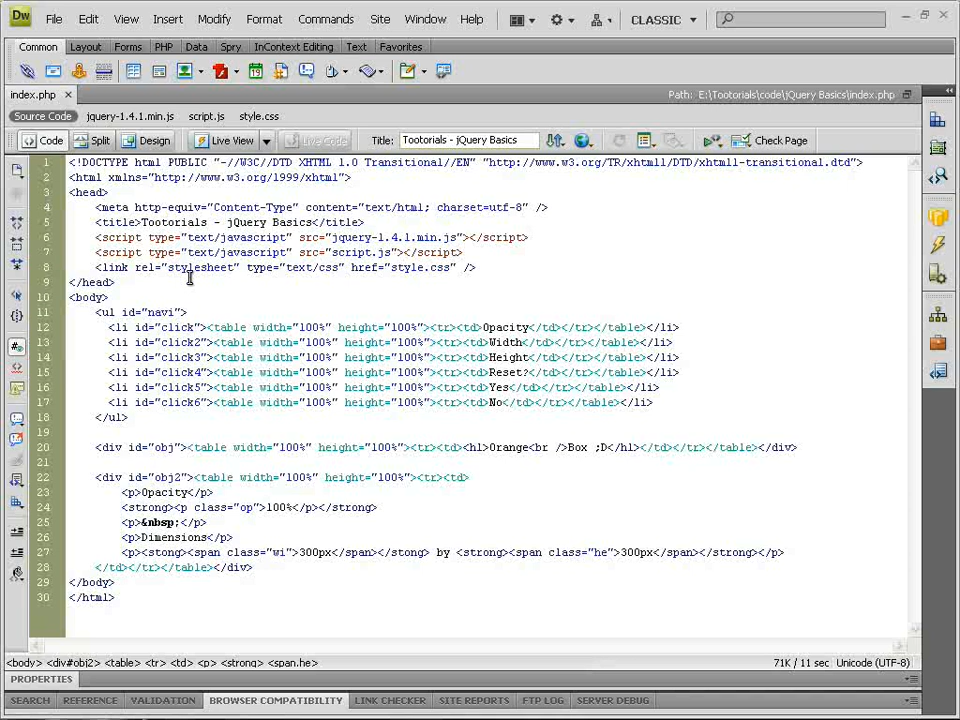 Dw File Edit View Insert Modify Format Commands Site Window Help CLASSIC
Common Layout Forms PHP Data Spry InContext Editing Text Favorites
index.php Path: E:\Tootorials\code\jQuery Basics\index.php
Source Code jquery-1.4.1.min.js script.js style.css
Code Split Design Live View Live Code Title: Tootorials - jQuery Basics Check Page
1 <!DOCTYPE html PUBLIC "-//W3C//DTD XHTML 1.0 Transitional//EN" "http://www.w3.org/TR/xhtml1/DTD/xhtml1-transitional.dtd">
2 <html xmlns="http://www.w3.org/1999/xhtml">
3 <head>
4 <meta http-equiv="Content-Type" content="text/html; charset=utf-8" />
5 <title>Tootorials - jQuery Basics</title>
6 <script type="text/javascript" src="jquery-1.4.1.min.js"></script>
7 <script type="text/javascript" src="script.js"></script>
8 <link rel="stylesheet" type="text/css" href="style.css" />
9 </head>
10 <body>
11 <ul id="navi">
12 <li id="click"><table width="100%" height="100%"><tr><td>Opacity</td></tr></table></li>
13 <li id="click2"><table width="100%" height="100%"><tr><td>Width</td></tr></table></li>
14 <li id="click3"><table width="100%" height="100%"><tr><td>Height</td></tr></table></li>
15 <li id="click4"><table width="100%" height="100%"><tr><td>Reset?</td></tr></table></li>
16 <li id="click5"><table width="100%" height="100%"><tr><td>Yes</td></tr></table></li>
17 <li id="click6"><table width="100%" height="100%"><tr><td>No</td></tr></table></li>
18 </ul>
19
20 <div id="obj"><table width="100%" height="100%"><tr><td><h1>Orange<br />Box ;D</h1></td></tr></table></div>
21
22 <div id="obj2"><table width="100%" height="100%"><tr><td>
23 <p>Opacity</p>
24 <strong><p class="op">100%</p></strong>
25 <p>&nbsp;</p>
26 <p>Dimensions</p>
27 <p><stong><span class="wi">300px</span></stong> by <strong><span class="he">300px</span></strong></p>
28 </td></tr></table></div>
29 </body>
30 </html>
<body> <div#obj2> <table> <tr> <td> <p> <strong> <span.he> 71K / 11 sec Unicode (UTF-8)
PROPERTIES
SEARCH REFERENCE VALIDATION BROWSER COMPATIBILITY LINK CHECKER SITE REPORTS FTP LOG SERVER DEBUG